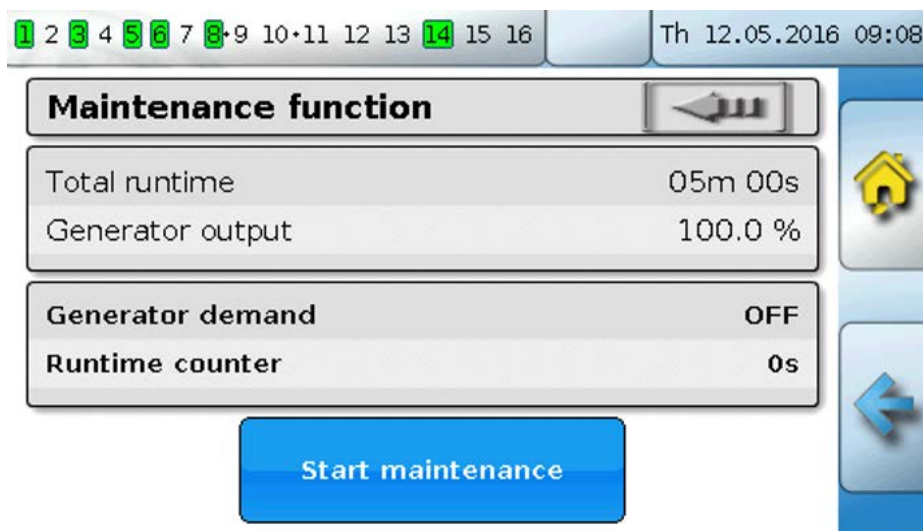 1 2 3 4 5 6 7 8·9 10·11 12 13 14 15 16 Th 12.05.2016 09:08
Maintenance function
Total runtime 05m 00s
Generator output 100.0 %
Generator demand OFF
Runtime counter 0s
Start maintenance